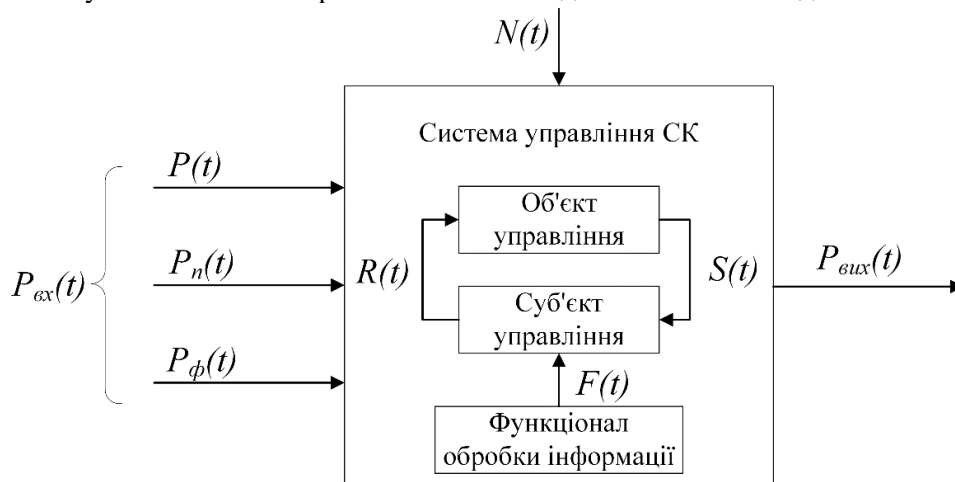 N(t)
Система управління СК
P(t)
Об'єкт
управління
Pп(t)
R(t)
S(t)
Pвих(t)
Pвх(t)
Суб'єкт
управління
Pф(t)
F(t)
Функціонал
обробки інформації